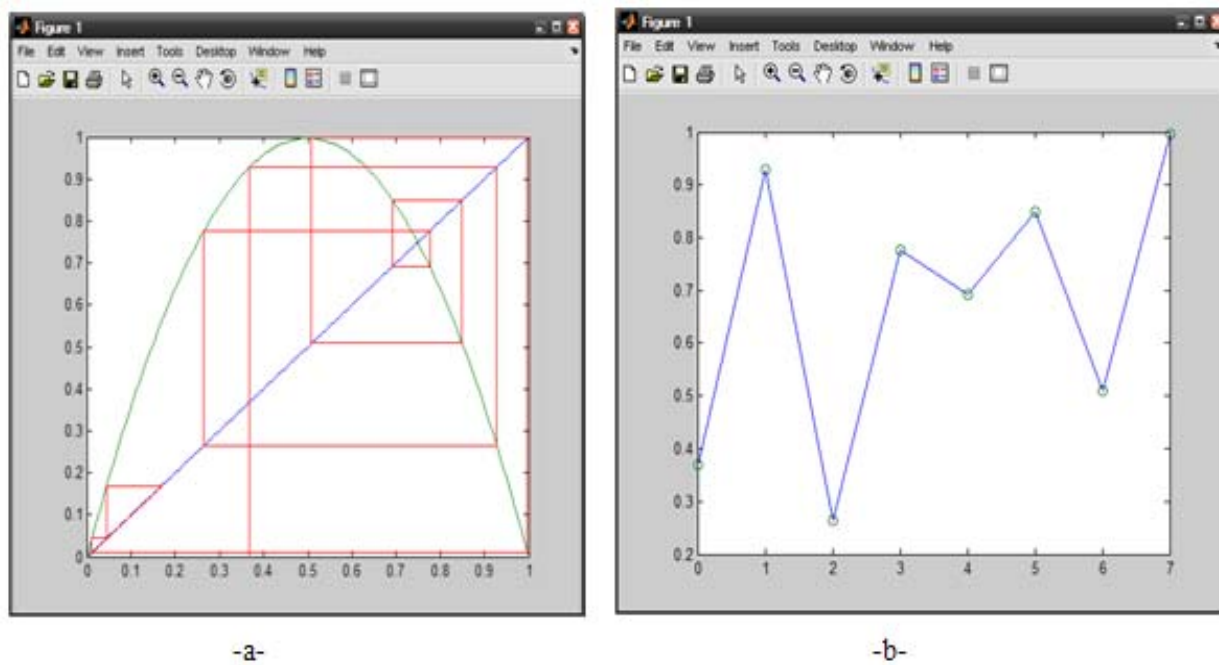 Figure 1
File Edit View Insert Tools Desktop Window Help
1
0.9
0.8
0.7
0.6
0.5
0.4
0.3
0.2
0.1
0
0 0.1 0.2 0.3 0.4 0.5 0.6 0.7 0.8 0.9 1
-a-
Figure 1
File Edit View Insert Tools Desktop Window Help
1
0.9
0.8
0.7
0.6
0.5
0.4
0.3
0.2
0 1 2 3 4 5 6 7
-b-